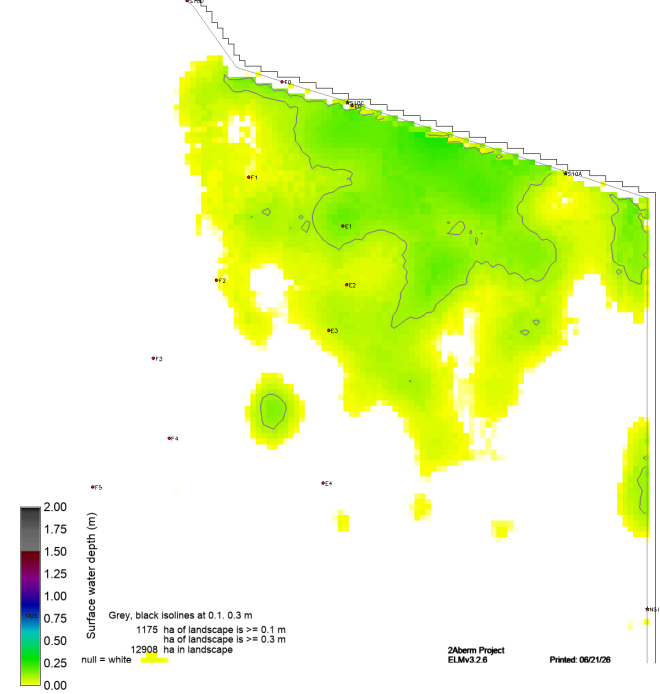 S10D
F0
S10E
E0
S10A
F1
E1
F2
E2
E3
F3
F4
E4
F5
2.00
1.75
1.50
1.25
1.00
0.75
0.50
0.25
0.00
Surface water depth (m)
Grey, black isolines at 0.1. 0.3 m
1175 ha of landscape is >= 0.1 m
ha of landscape is >= 0.3 m
12908 ha in landscape
null = white
2Aberm Project
ELMv3.2.6
Printed: 06/21/26